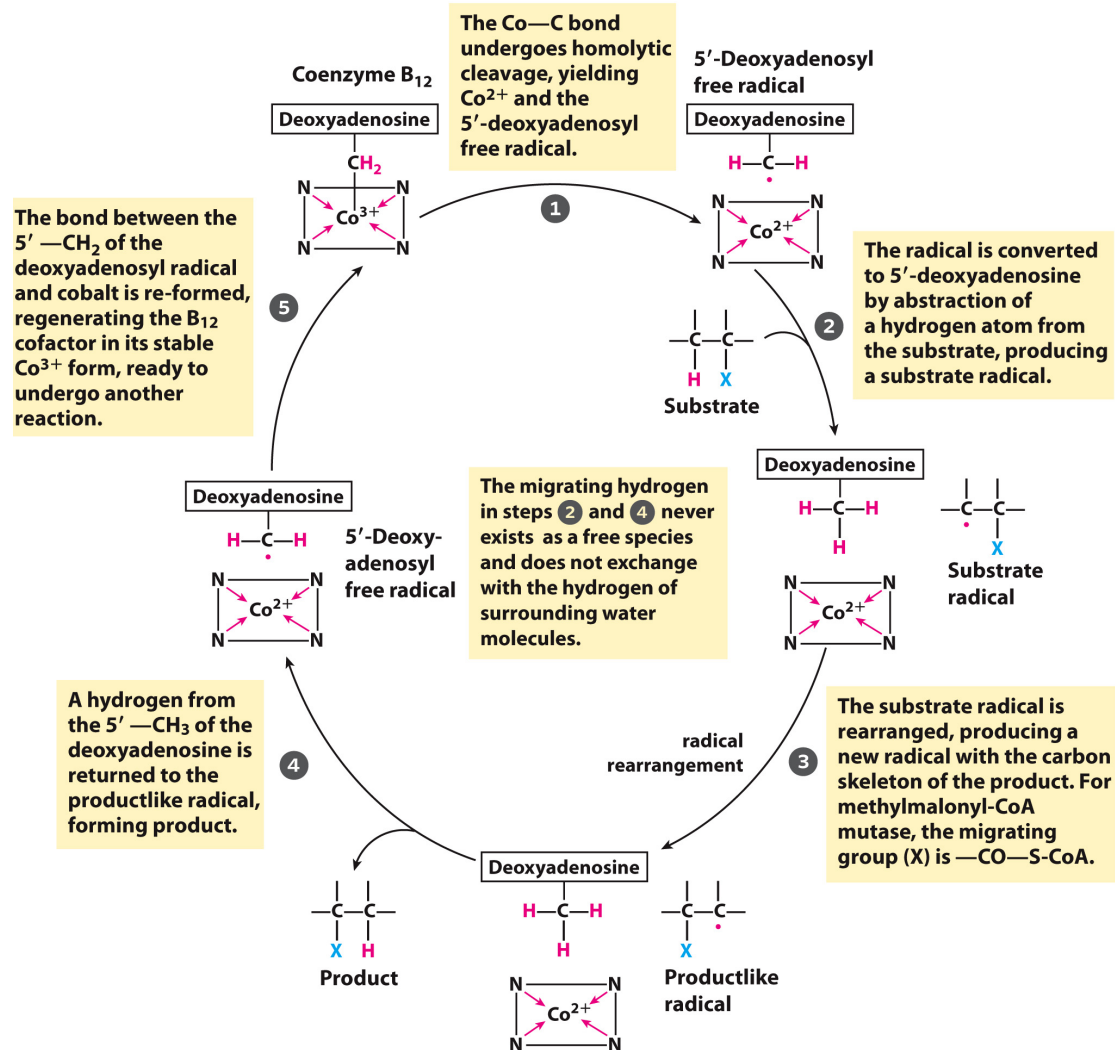 Coenzyme B12
Deoxyadenosine
CH2
N
N
Co3+
N
N
The Co—C bond
undergoes homolytic
cleavage, yielding
Co2+ and the
5′-deoxyadenosyl
free radical.
1
5′-Deoxyadenosyl
free radical
Deoxyadenosine
H—C—H
N
N
Co2+
N
N
The radical is converted
to 5′-deoxyadenosine
by abstraction of
a hydrogen atom from
the substrate, producing
a substrate radical.
2
C—C
H X
Substrate
Deoxyadenosine
H—C—H
H
N
N
Co2+
N
N
C—C
X
Substrate
radical
The migrating hydrogen
in steps 2 and 4 never
exists as a free species
and does not exchange
with the hydrogen of
surrounding water
molecules.
radical
rearrangement
3
The substrate radical is
rearranged, producing a
new radical with the carbon
skeleton of the product. For
methylmalonyl-CoA
mutase, the migrating
group (X) is —CO—S-CoA.
Deoxyadenosine
H—C—H
H
N
N
Co2+
N
N
C—C
X
Productlike
radical
4
A hydrogen from
the 5′ —CH3 of the
deoxyadenosine is
returned to the
productlike radical,
forming product.
C—C
X H
Product
Deoxyadenosine
H—C—H
5′-Deoxy-
adenosyl
free radical
N
N
Co2+
N
N
5
The bond between the
5′ —CH2 of the
deoxyadenosyl radical
and cobalt is re-formed,
regenerating the B12
cofactor in its stable
Co3+ form, ready to
undergo another
reaction.